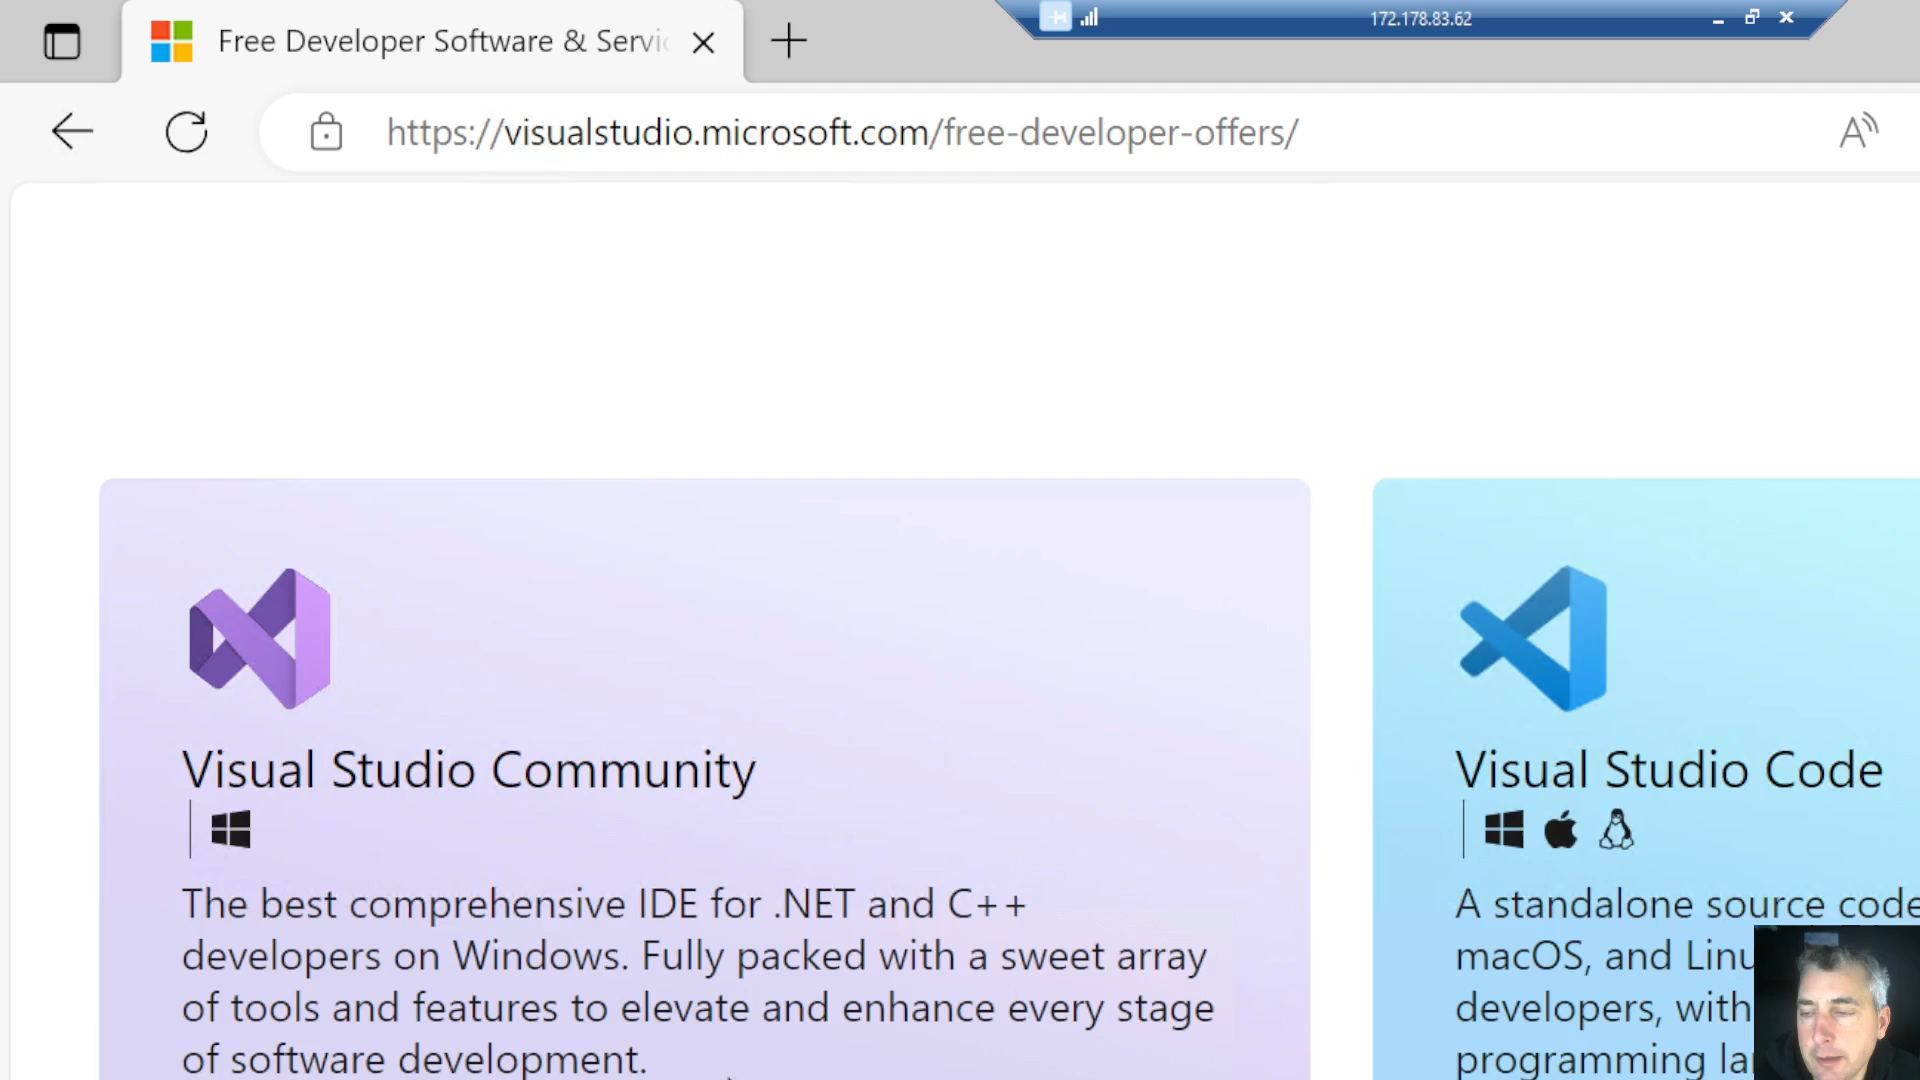 172.178.83.62
Free Developer Software & Servi
https://visualstudio.microsoft.com/free-developer-offers/
Visual Studio Community
The best comprehensive IDE for .NET and C++
developers on Windows. Fully packed with a sweet array
of tools and features to elevate and enhance every stage
of software development.
Visual Studio Code
A standalone source code
macOS, and Linu
developers, with
programming la